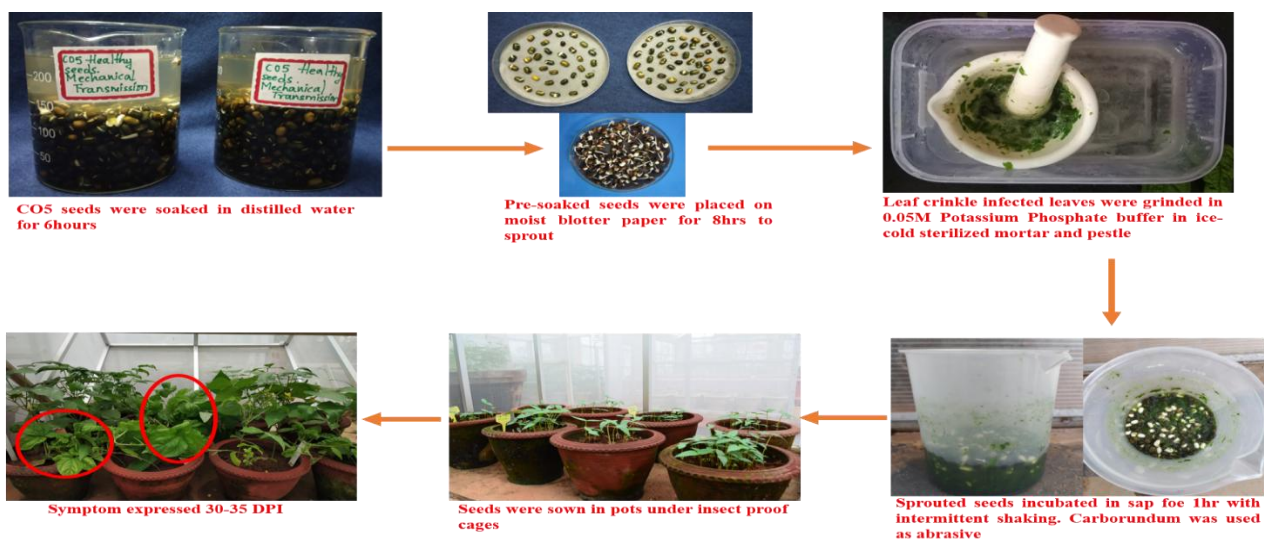 CO5 Healthy
seeds.
Mechanical
Transmission
200
150
100
50
CO5 Healthy
seeds
Mechanical
Transmission
CO5 seeds were soaked in distilled water
for 6hours
Pre-soaked seeds were placed on
moist blotter paper for 8hrs to
sprout
Leaf crinkle infected leaves were grinded in
0.05M Potassium Phosphate buffer in ice-
cold sterilized mortar and pestle
Sprouted seeds incubated in sap foe 1hr with
intermittent shaking. Carborundum was used
as abrasive
Seeds were sown in pots under insect proof
cages
Symptom expressed 30-35 DPI